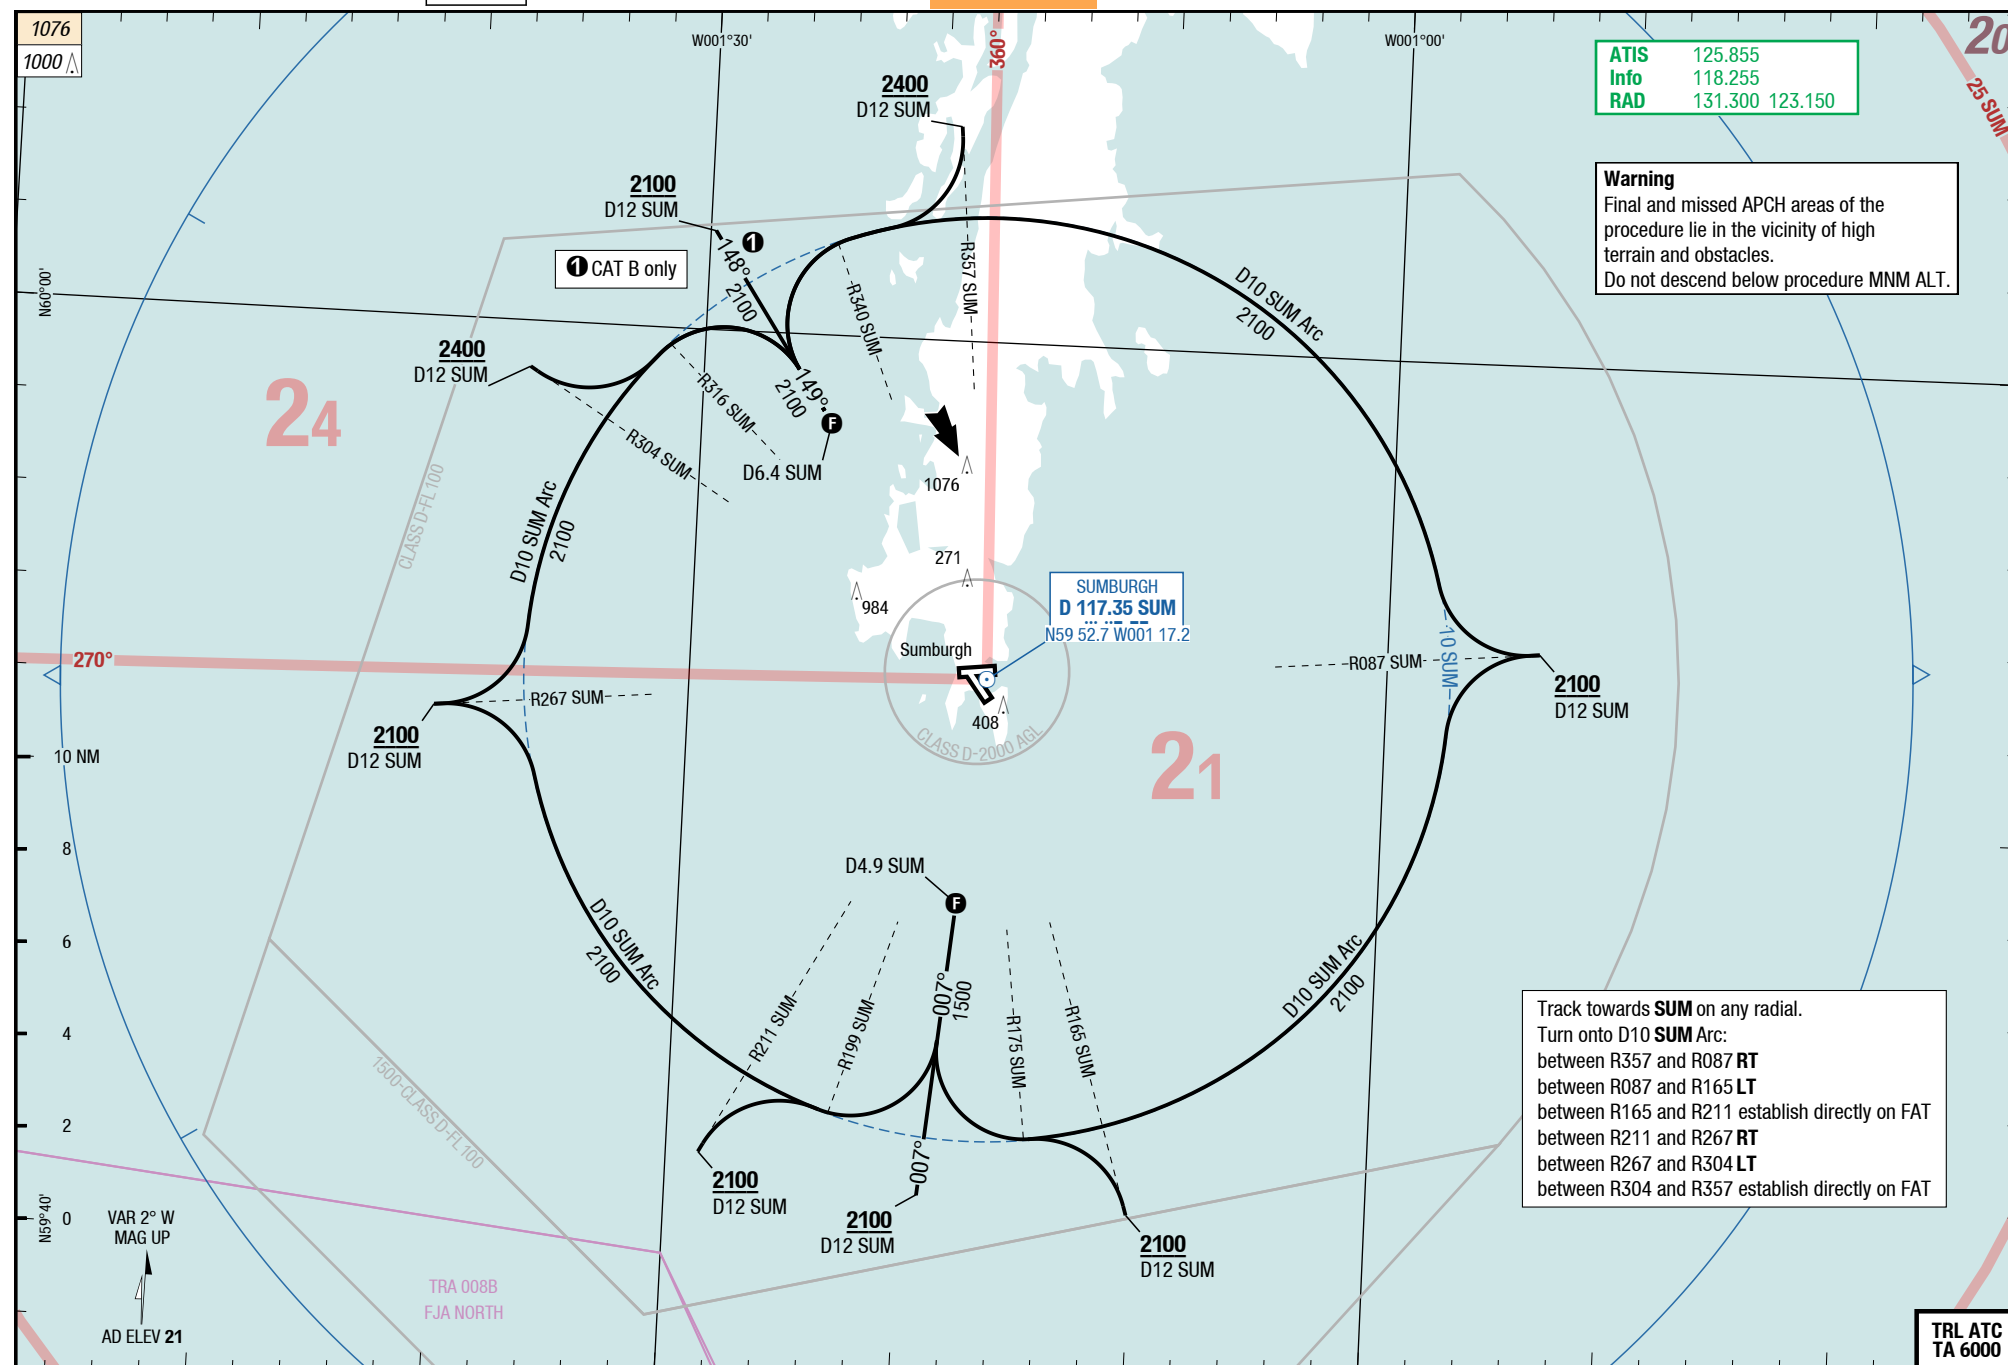 1076
1000
W001°30'
360°
W001°00'
20
25 SUM
ATIS 125.855
Info 118.255
RAD 131.300 123.150
Warning
Final and missed APCH areas of the
procedure lie in the vicinity of high
terrain and obstacles.
Do not descend below procedure MNM ALT.
2400
D12 SUM
2100
D12 SUM
1
148°
2100
1 CAT B only
N60°00'
R357 SUM
R340 SUM
D10 SUM Arc
2100
2400
D12 SUM
24
R316 SUM
149°
2100
F
D6.4 SUM
R304 SUM
1076
CLASS D-FL100
D10 SUM Arc
2100
271
984
SUMBURGH
D 117.35 SUM
N59 52.7 W001 17.2
Sumburgh
270°
R267 SUM
R087 SUM
10 SUM
2100
D12 SUM
2100
D12 SUM
408
CLASS D-2000 AGL
21
10 NM
8
6
4
2
0
D4.9 SUM
F
D10 SUM Arc
2100
007°
1500
R211 SUM
R199 SUM
R175 SUM
R165 SUM
D10 SUM Arc
2100
1500-CLASS D-FL100
007°
2100
D12 SUM
2100
D12 SUM
2100
D12 SUM
Track towards SUM on any radial.
Turn onto D10 SUM Arc:
between R357 and R087 RT
between R087 and R165 LT
between R165 and R211 establish directly on FAT
between R211 and R267 RT
between R267 and R304 LT
between R304 and R357 establish directly on FAT
N59°40'
VAR 2° W
MAG UP
AD ELEV 21
TRA 008B
FJA NORTH
TRL ATC
TA 6000